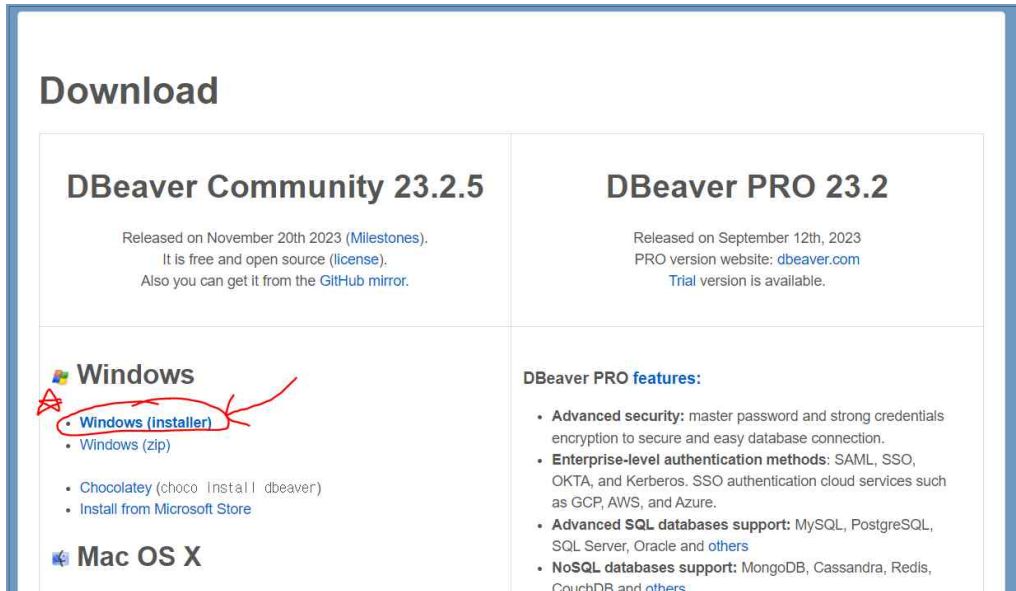 Download
DBeaver Community 23.2.5
Released on November 20th 2023 (Milestones).
It is free and open source (license).
Also you can get it from the GitHub mirror.
DBeaver PRO 23.2
Released on September 12th, 2023
PRO version website: dbeaver.com
Trial version is available.
Windows
• Windows (installer)
• Windows (zip)
• Chocolatey (choco install dbeaver)
• Install from Microsoft Store
Mac OS X
DBeaver PRO features:
• Advanced security: master password and strong credentials
encryption to secure and easy database connection.
• Enterprise-level authentication methods: SAML, SSO,
OKTA, and Kerberos. SSO authentication cloud services such
as GCP, AWS, and Azure.
• Advanced SQL databases support: MySQL, PostgreSQL,
SQL Server, Oracle and others
• NoSQL databases support: MongoDB, Cassandra, Redis,
CouchDB and others